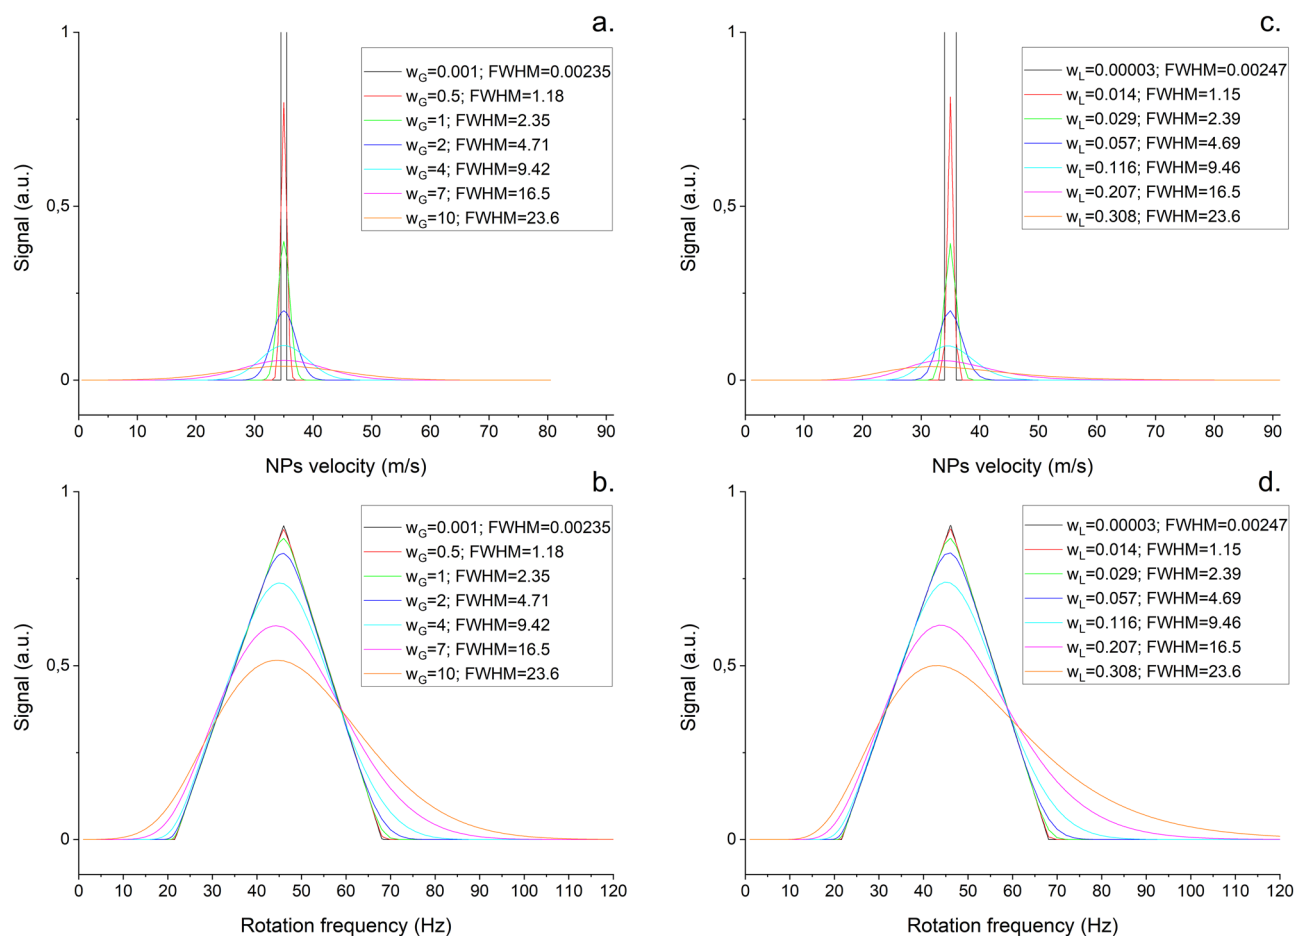 a.
1
0,5
0
Signal (a.u.)
w_G=0.001; FWHM=0.00235
w_G=0.5; FWHM=1.18
w_G=1; FWHM=2.35
w_G=2; FWHM=4.71
w_G=4; FWHM=9.42
w_G=7; FWHM=16.5
w_G=10; FWHM=23.6
0 10 20 30 40 50 60 70 80 90
NPs velocity (m/s)
c.
1
0,5
0
Signal (a.u.)
w_L=0.00003; FWHM=0.00247
w_L=0.014; FWHM=1.15
w_L=0.029; FWHM=2.39
w_L=0.057; FWHM=4.69
w_L=0.116; FWHM=9.46
w_L=0.207; FWHM=16.5
w_L=0.308; FWHM=23.6
0 10 20 30 40 50 60 70 80 90
NPs velocity (m/s)
b.
1
0,5
0
Signal (a.u.)
w_G=0.001; FWHM=0.00235
w_G=0.5; FWHM=1.18
w_G=1; FWHM=2.35
w_G=2; FWHM=4.71
w_G=4; FWHM=9.42
w_G=7; FWHM=16.5
w_G=10; FWHM=23.6
0 10 20 30 40 50 60 70 80 90 100 110 120
Rotation frequency (Hz)
d.
1
0,5
0
Signal (a.u.)
w_L=0.00003; FWHM=0.00247
w_L=0.014; FWHM=1.15
w_L=0.029; FWHM=2.39
w_L=0.057; FWHM=4.69
w_L=0.116; FWHM=9.46
w_L=0.207; FWHM=16.5
w_L=0.308; FWHM=23.6
0 10 20 30 40 50 60 70 80 90 100 110 120
Rotation frequency (Hz)